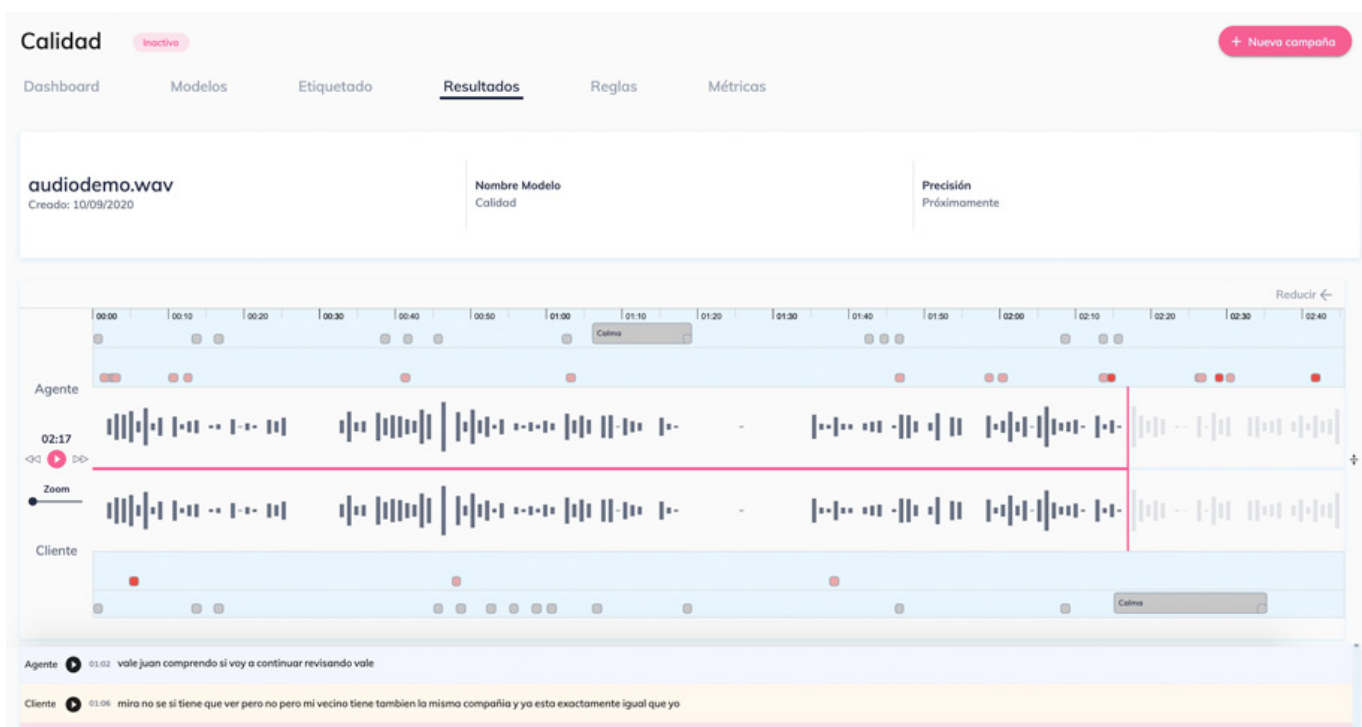 Calidad Inactivo + Nueva campaña
Dashboard Modelos Etiquetado Resultados Reglas Métricas
audiodemo.wav Nombre Modelo Precisión
Creado: 10/09/2020 Calidad Próximamente
Reducir ←
00:00 00:10 00:20 00:30 00:40 00:50 01:00 01:10 01:20 01:30 01:40 01:50 02:00 02:10 02:20 02:30 02:40
Calma
Agente
02:17
Zoom
Cliente
Calma
Agente 01:02 vale juan comprendo si voy a continuar revisando vale
Cliente 01:06 mira no se si tiene que ver pero no pero mi vecino tiene tambien la misma compañia y ya esta exactamente igual que yo